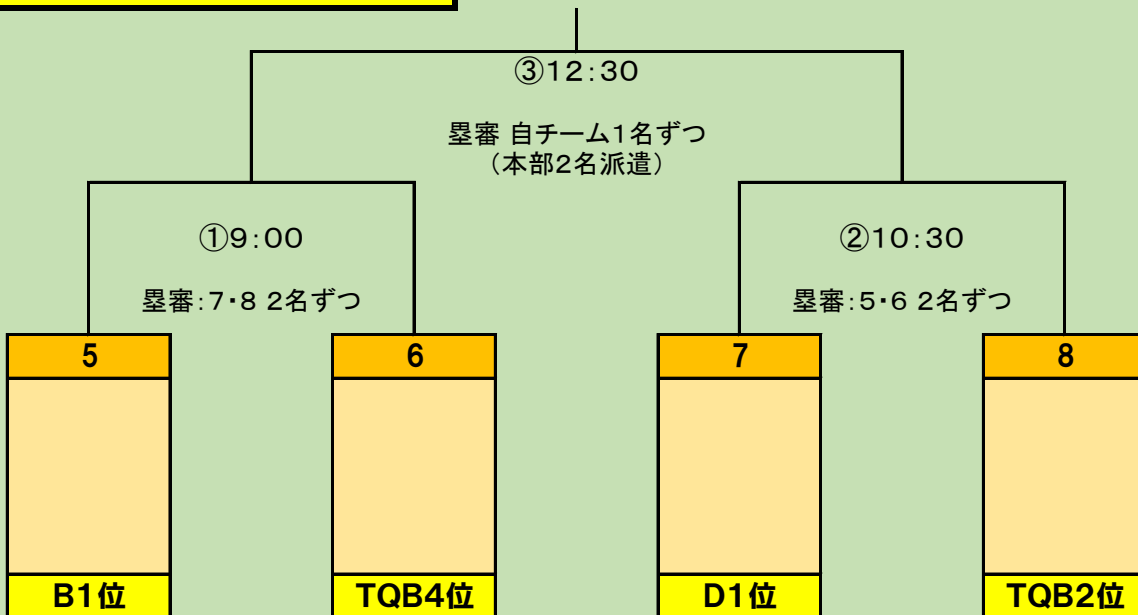 ③12:30
塁審 自チーム1名ずつ
（本部2名派遣）
①9:00
②10:30
塁審:7・8 2名ずつ
塁審:5・6 2名ずつ
5
6
7
8
B1位
TQB4位
D1位
TQB2位